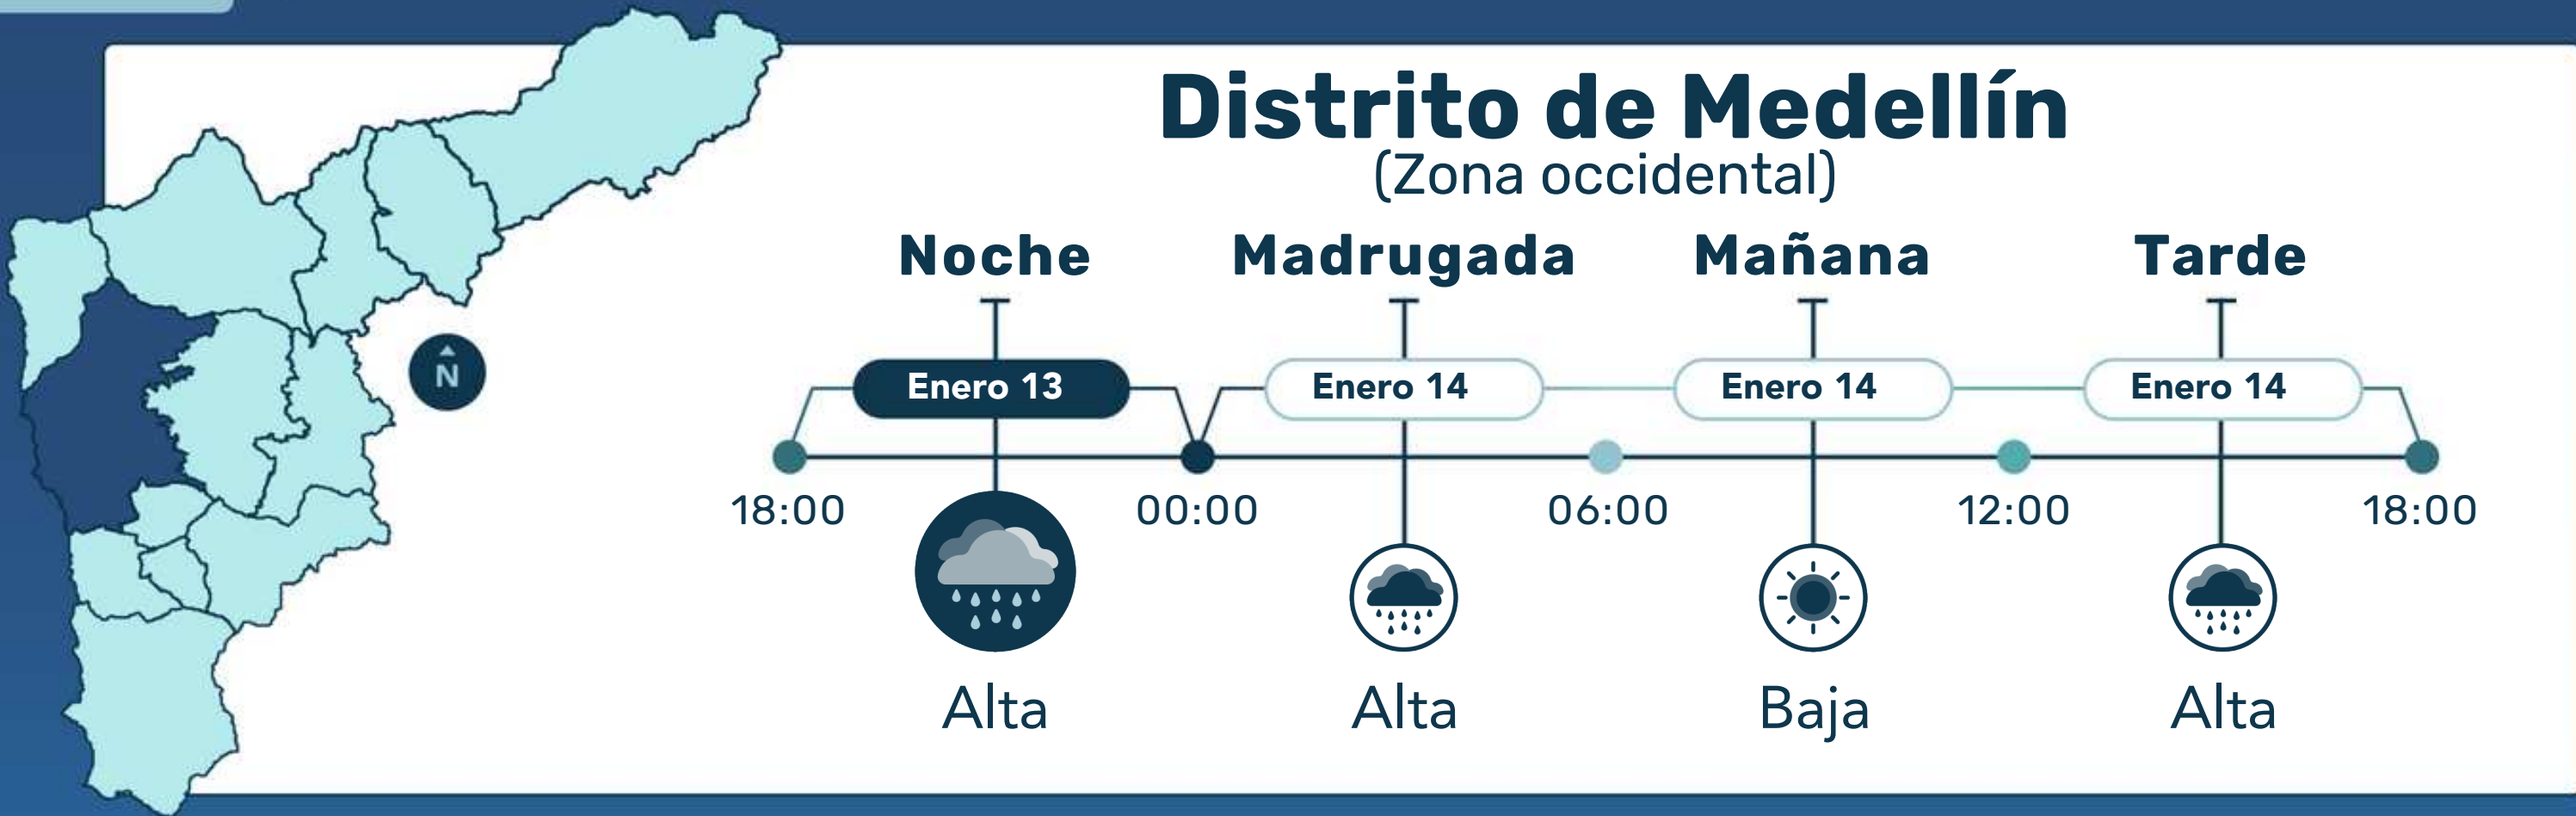 Distrito de Medellín
(Zona occidental)
Noche Madrugada Mañana Tarde
Enero 13 Enero 14 Enero 14 Enero 14
N
18:00 00:00 06:00 12:00 18:00
Alta Alta Baja Alta